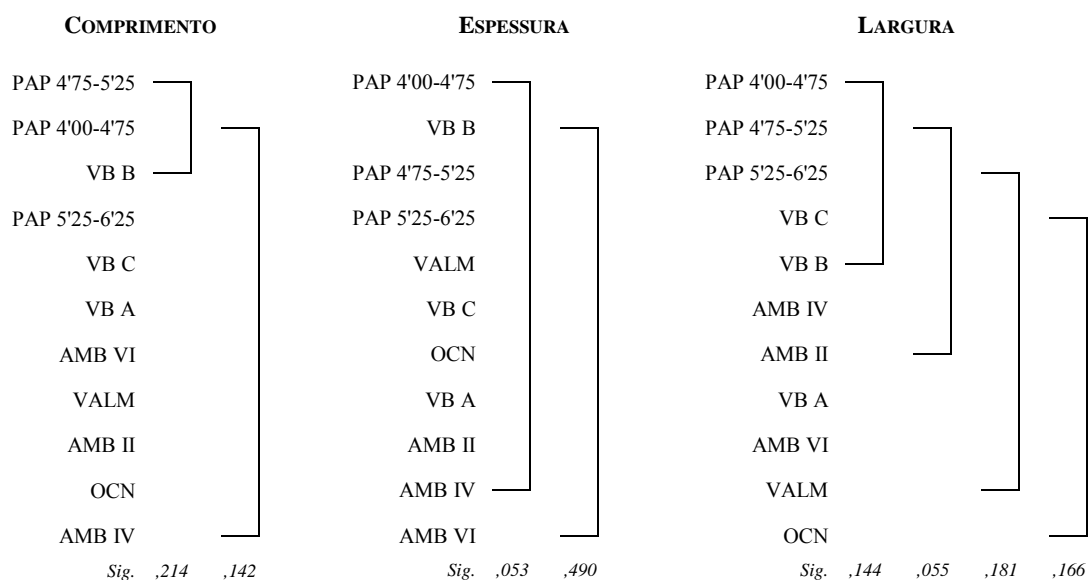 COMPRIMENTO ESPESSURA LARGURA
PAP 4'75-5'25 PAP 4'00-4'75 PAP 4'00-4'75
PAP 4'00-4'75 VB B PAP 4'75-5'25
VB B PAP 4'75-5'25 PAP 5'25-6'25
PAP 5'25-6'25 PAP 5'25-6'25 VB C
VB C VALM VB B
VB A VB C AMB IV
AMB VI OCN AMB II
VALM VB A VB A
AMB II AMB II AMB VI
OCN AMB IV VALM
AMB IV AMB VI OCN
Sig. ,214 ,142 Sig. ,053 ,490 Sig. ,144 ,055 ,181 ,166